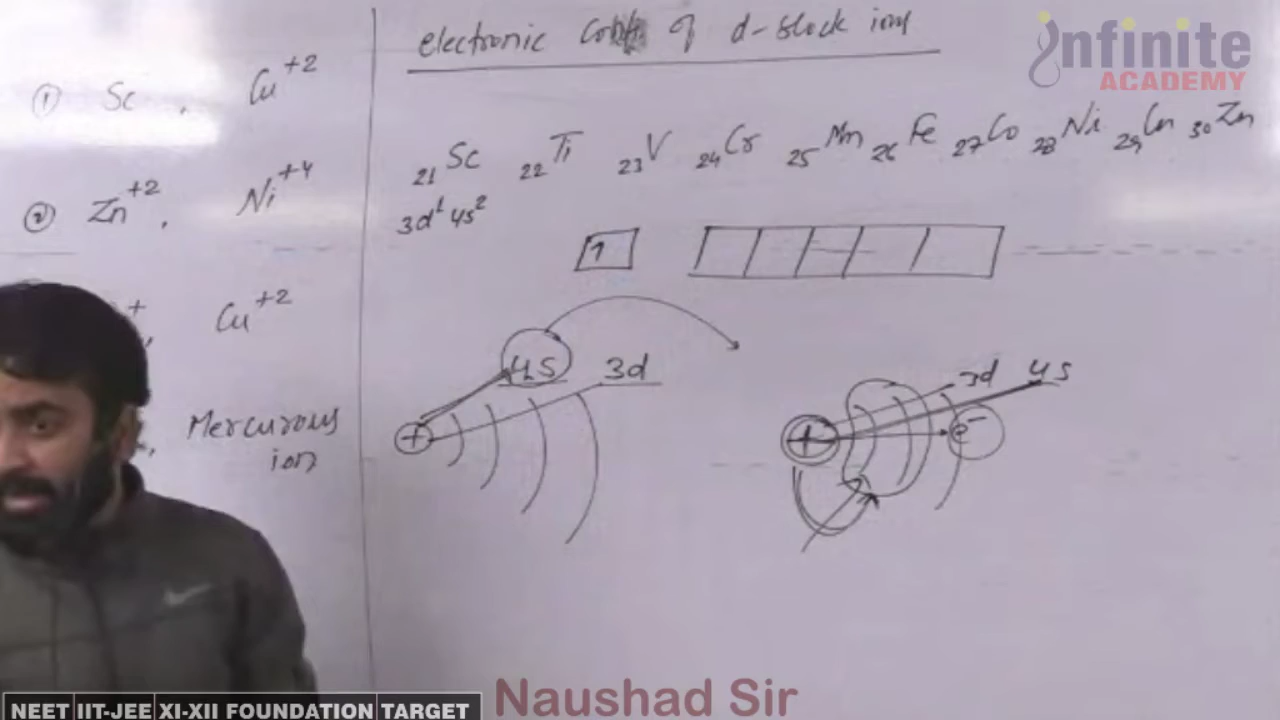 electronic of d-block ions
① Sc , Cu+2
② Zn+2 , Ni+4
+ , Cu+2
, Mercurous
ion
21Sc 22Ti 23V 24Cr 25Mn 26Fe 27Co 28Ni 29Cu 30Zn
3d1 4s2
1
4s 3d
+
3d 4s
+ e-
infinite
ACADEMY
NEET IIT-JEE XI-XII FOUNDATION TARGET
Naushad Sir